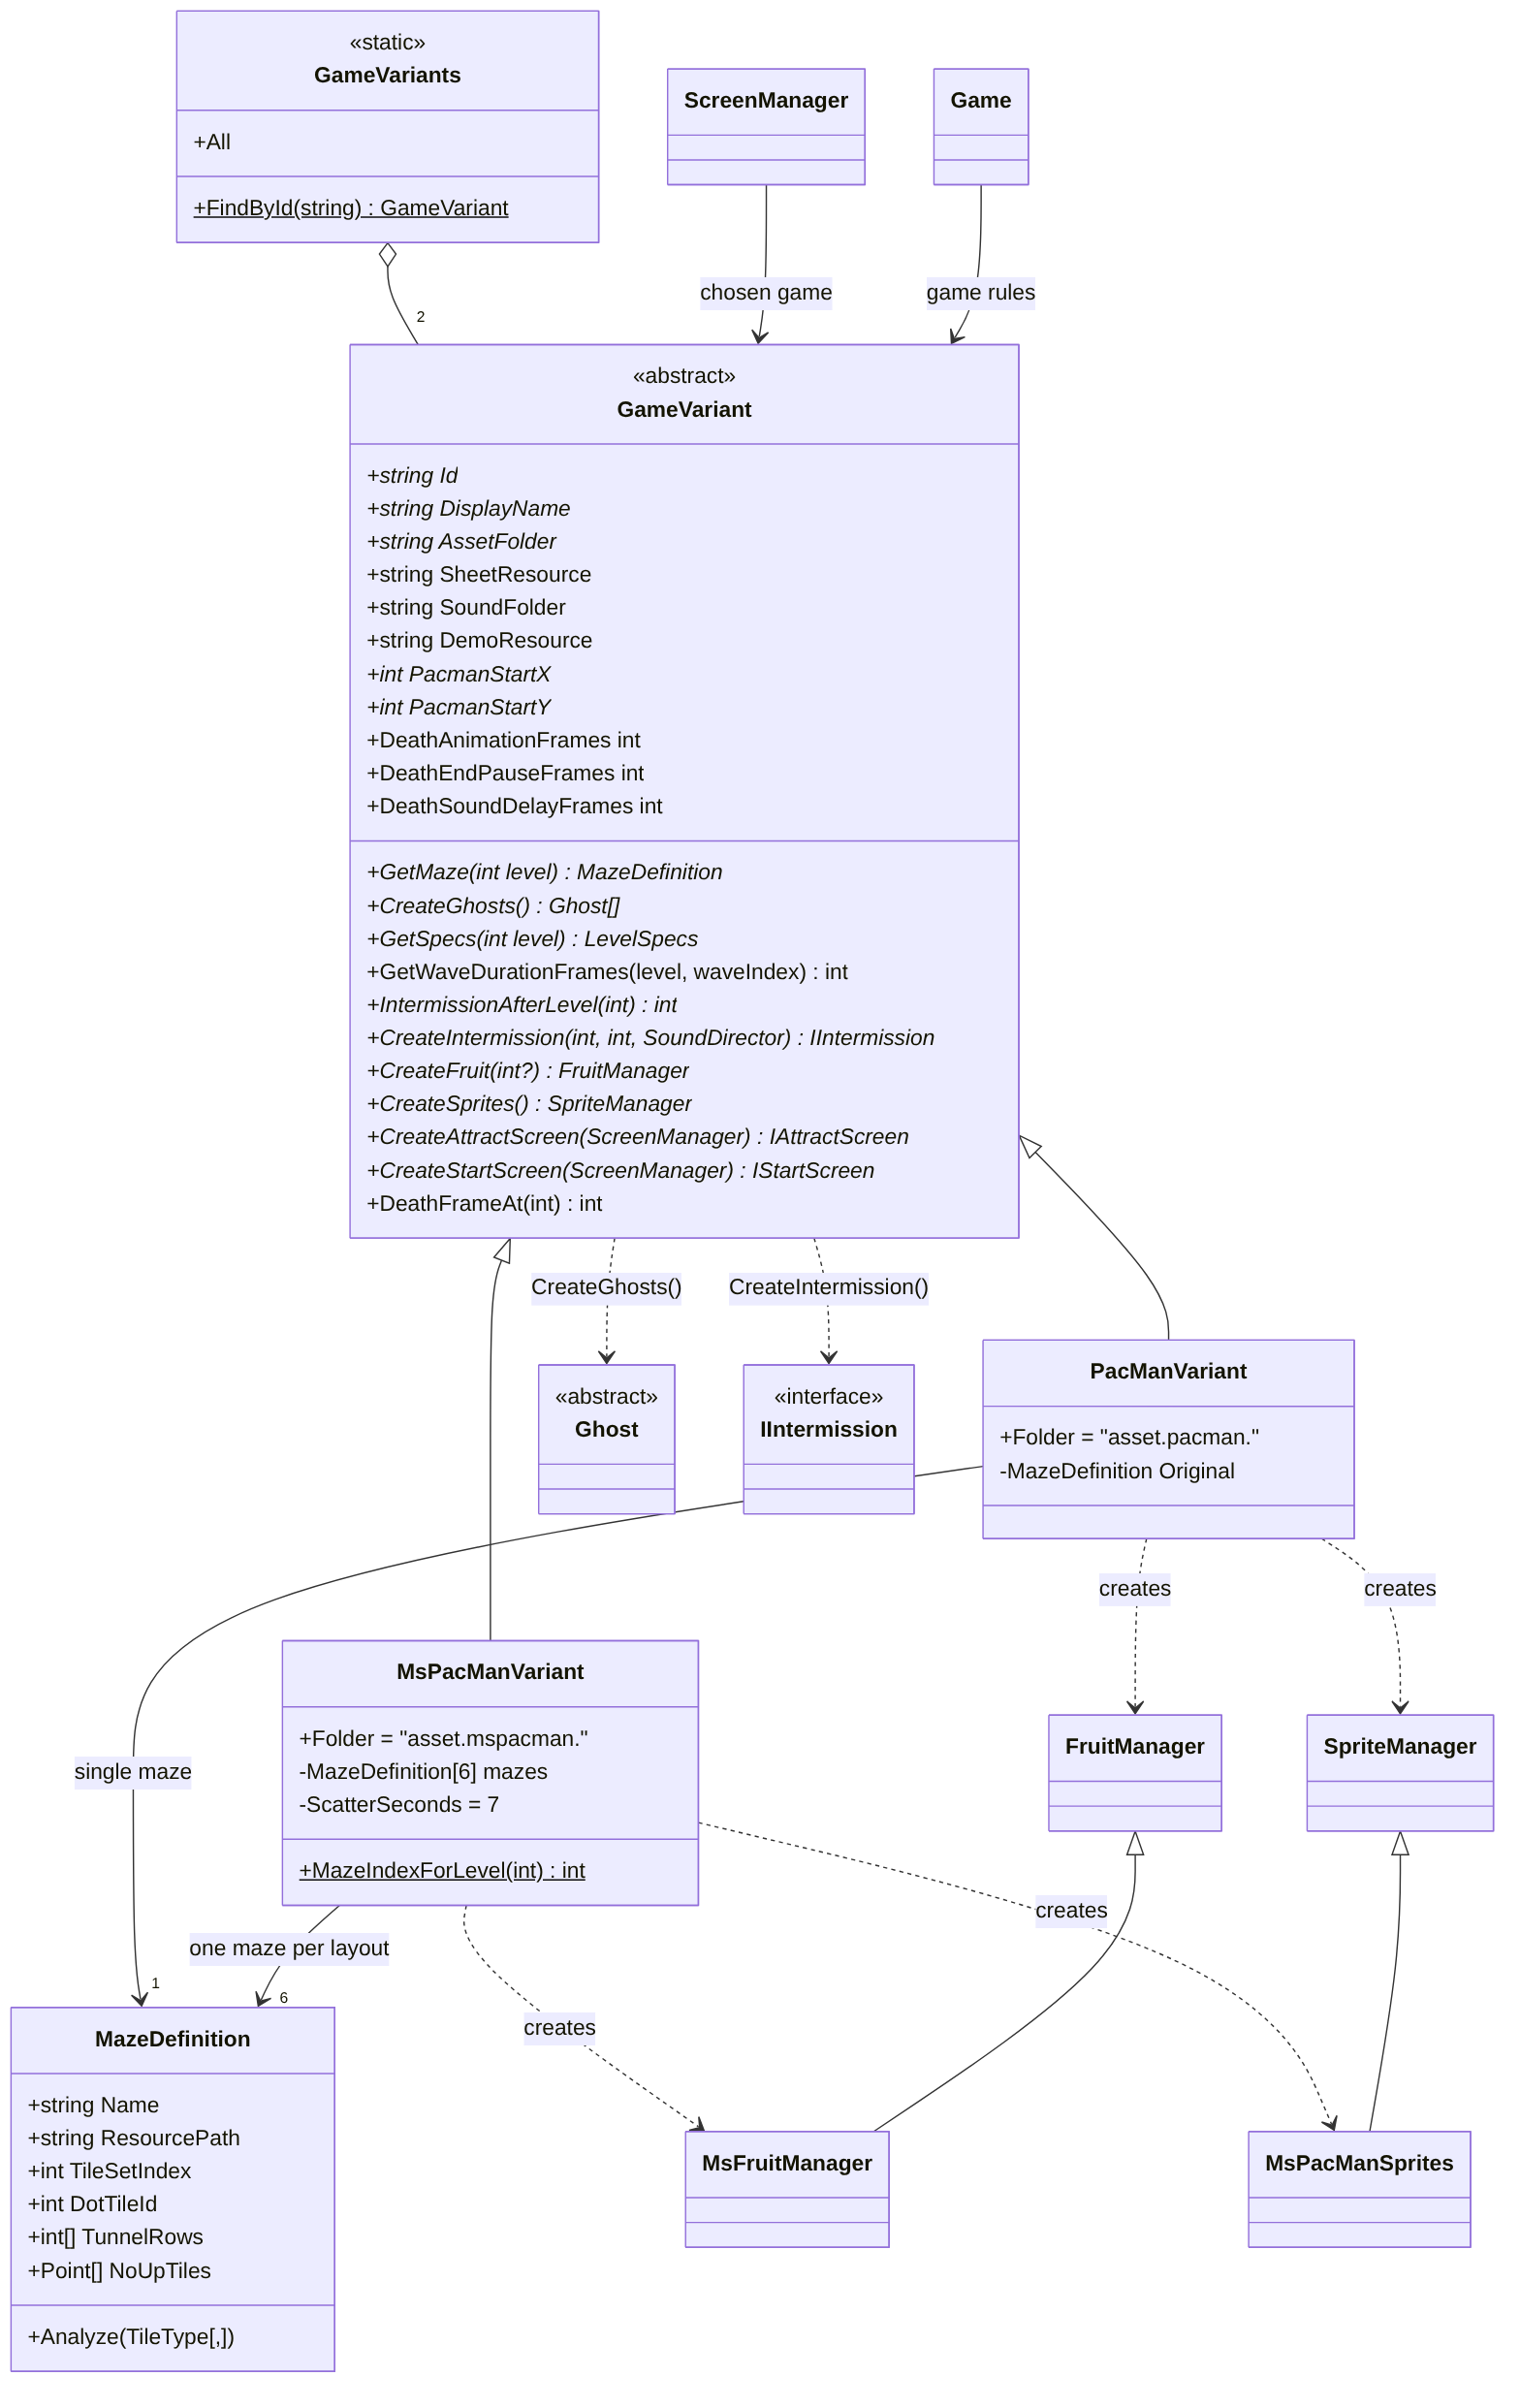 «static»
GameVariants
+All
+FindById(string) : GameVariant
ScreenManager
Game
2
chosen game
game rules
«abstract»
GameVariant
+string Id
+string DisplayName
+string AssetFolder
+string SheetResource
+string SoundFolder
+string DemoResource
+int PacmanStartX
+int PacmanStartY
+DeathAnimationFrames int
+DeathEndPauseFrames int
+DeathSoundDelayFrames int
+GetMaze(int level) : MazeDefinition
+CreateGhosts() : Ghost[]
+GetSpecs(int level) : LevelSpecs
+GetWaveDurationFrames(level, waveIndex) : int
+IntermissionAfterLevel(int) : int
+CreateIntermission(int, int, SoundDirector) : IIntermission
+CreateFruit(int?) : FruitManager
+CreateSprites() : SpriteManager
+CreateAttractScreen(ScreenManager) : IAttractScreen
+CreateStartScreen(ScreenManager) : IStartScreen
+DeathFrameAt(int) : int
CreateGhosts()
CreateIntermission()
«abstract»
Ghost
«interface»
IIntermission
PacManVariant
+Folder = "asset.pacman."
-MazeDefinition Original
creates
creates
MsPacManVariant
+Folder = "asset.mspacman."
-MazeDefinition[6] mazes
-ScatterSeconds = 7
+MazeIndexForLevel(int) : int
single maze
FruitManager
SpriteManager
creates
one maze per layout
1
6
creates
MazeDefinition
+string Name
+string ResourcePath
+int TileSetIndex
+int DotTileId
+int[] TunnelRows
+Point[] NoUpTiles
+Analyze(TileType[,])
MsFruitManager
MsPacManSprites